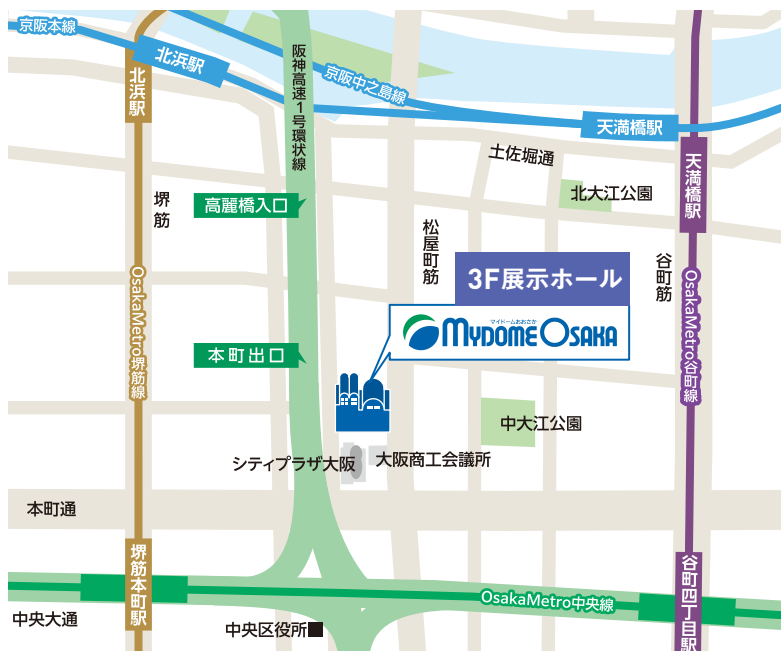 京阪本線
北浜駅
北浜駅
阪神高速1号環状線
京阪中之島線
天満橋駅
天満橋駅
土佐堀通
北大江公園
堺筋
高麗橋入口
松屋町筋
谷町筋
3F展示ホール
マイドームおおさか
MYDOME OSAKA
OsakaMetro堺筋線
OsakaMetro谷町線
本町出口
中大江公園
シティプラザ大阪
大阪商工会議所
本町通
堺筋本町駅
谷町四丁目駅
OsakaMetro中央線
中央大通
中央区役所